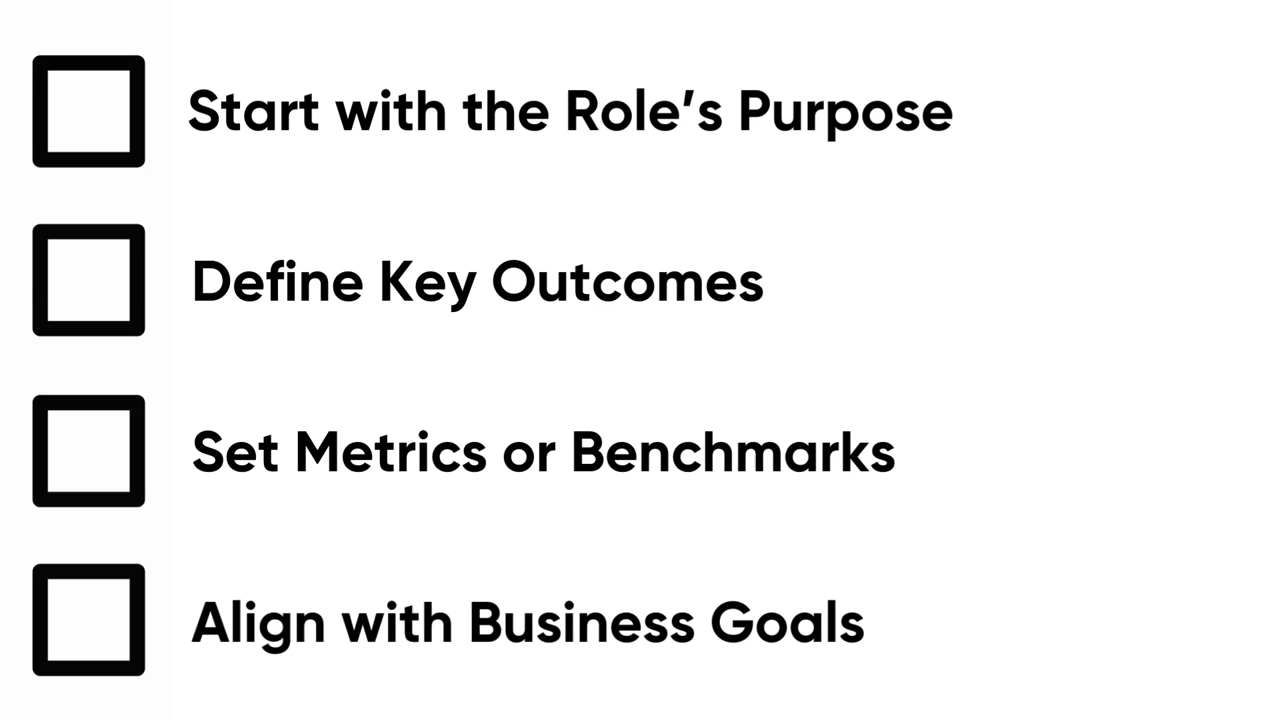 Start with the Role’s Purpose
Define Key Outcomes
Set Metrics or Benchmarks
Align with Business Goals